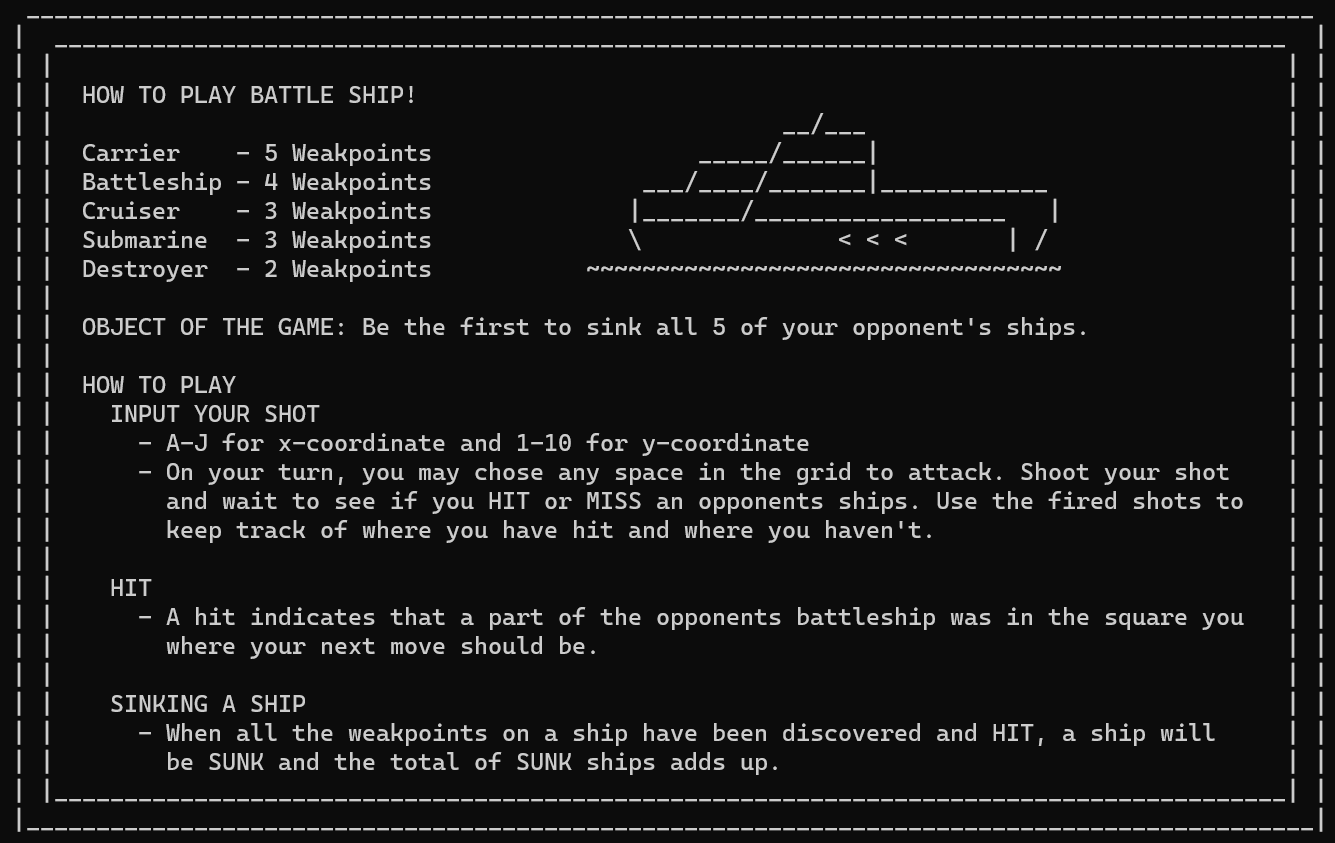 HOW TO PLAY BATTLE SHIP!
Carrier    - 5 Weakpoints
Battleship - 4 Weakpoints
Cruiser    - 3 Weakpoints
Submarine  - 3 Weakpoints
Destroyer  - 2 Weakpoints
OBJECT OF THE GAME: Be the first to sink all 5 of your opponent's ships.
HOW TO PLAY
INPUT YOUR SHOT
- A-J for x-coordinate and 1-10 for y-coordinate
- On your turn, you may chose any space in the grid to attack. Shoot your shot
and wait to see if you HIT or MISS an opponents ships. Use the fired shots to
keep track of where you have hit and where you haven't.
HIT
- A hit indicates that a part of the opponents battleship was in the square you
where your next move should be.
SINKING A SHIP
- When all the weakpoints on a ship have been discovered and HIT, a ship will
be SUNK and the total of SUNK ships adds up.